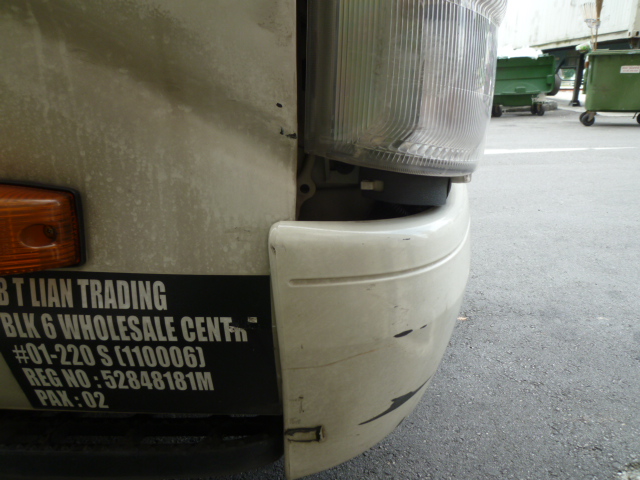 B T LIAN TRADING
BLK 6 WHOLESALE CENTR
#01-220 S (110006)
REG NO : 52848181M
PAX : 02